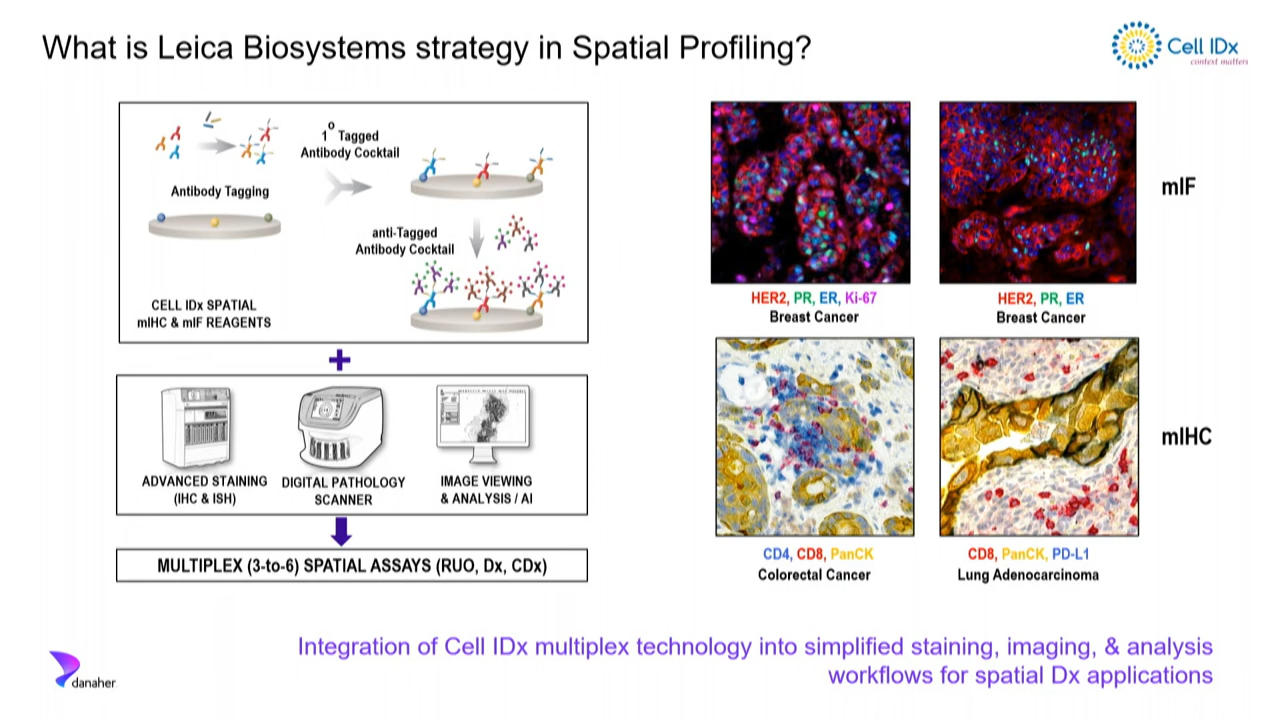 What is Leica Biosystems strategy in Spatial Profiling?
Cell IDx
context matters
1° Tagged
Antibody Cocktail
Antibody Tagging
anti-Tagged
Antibody Cocktail
CELL IDx SPATIAL
mIHC & mIF REAGENTS
+
ADVANCED STAINING
(IHC & ISH)
DIGITAL PATHOLOGY
SCANNER
IMAGE VIEWING
& ANALYSIS / AI
MULTIPLEX (3-to-6) SPATIAL ASSAYS (RUO, Dx, CDx)
mIF
HER2, PR, ER, Ki-67
Breast Cancer
HER2, PR, ER
Breast Cancer
mIHC
CD4, CD8, PanCK
Colorectal Cancer
CD8, PanCK, PD-L1
Lung Adenocarcinoma
Integration of Cell IDx multiplex technology into simplified staining, imaging, & analysis
workflows for spatial Dx applications
danaher